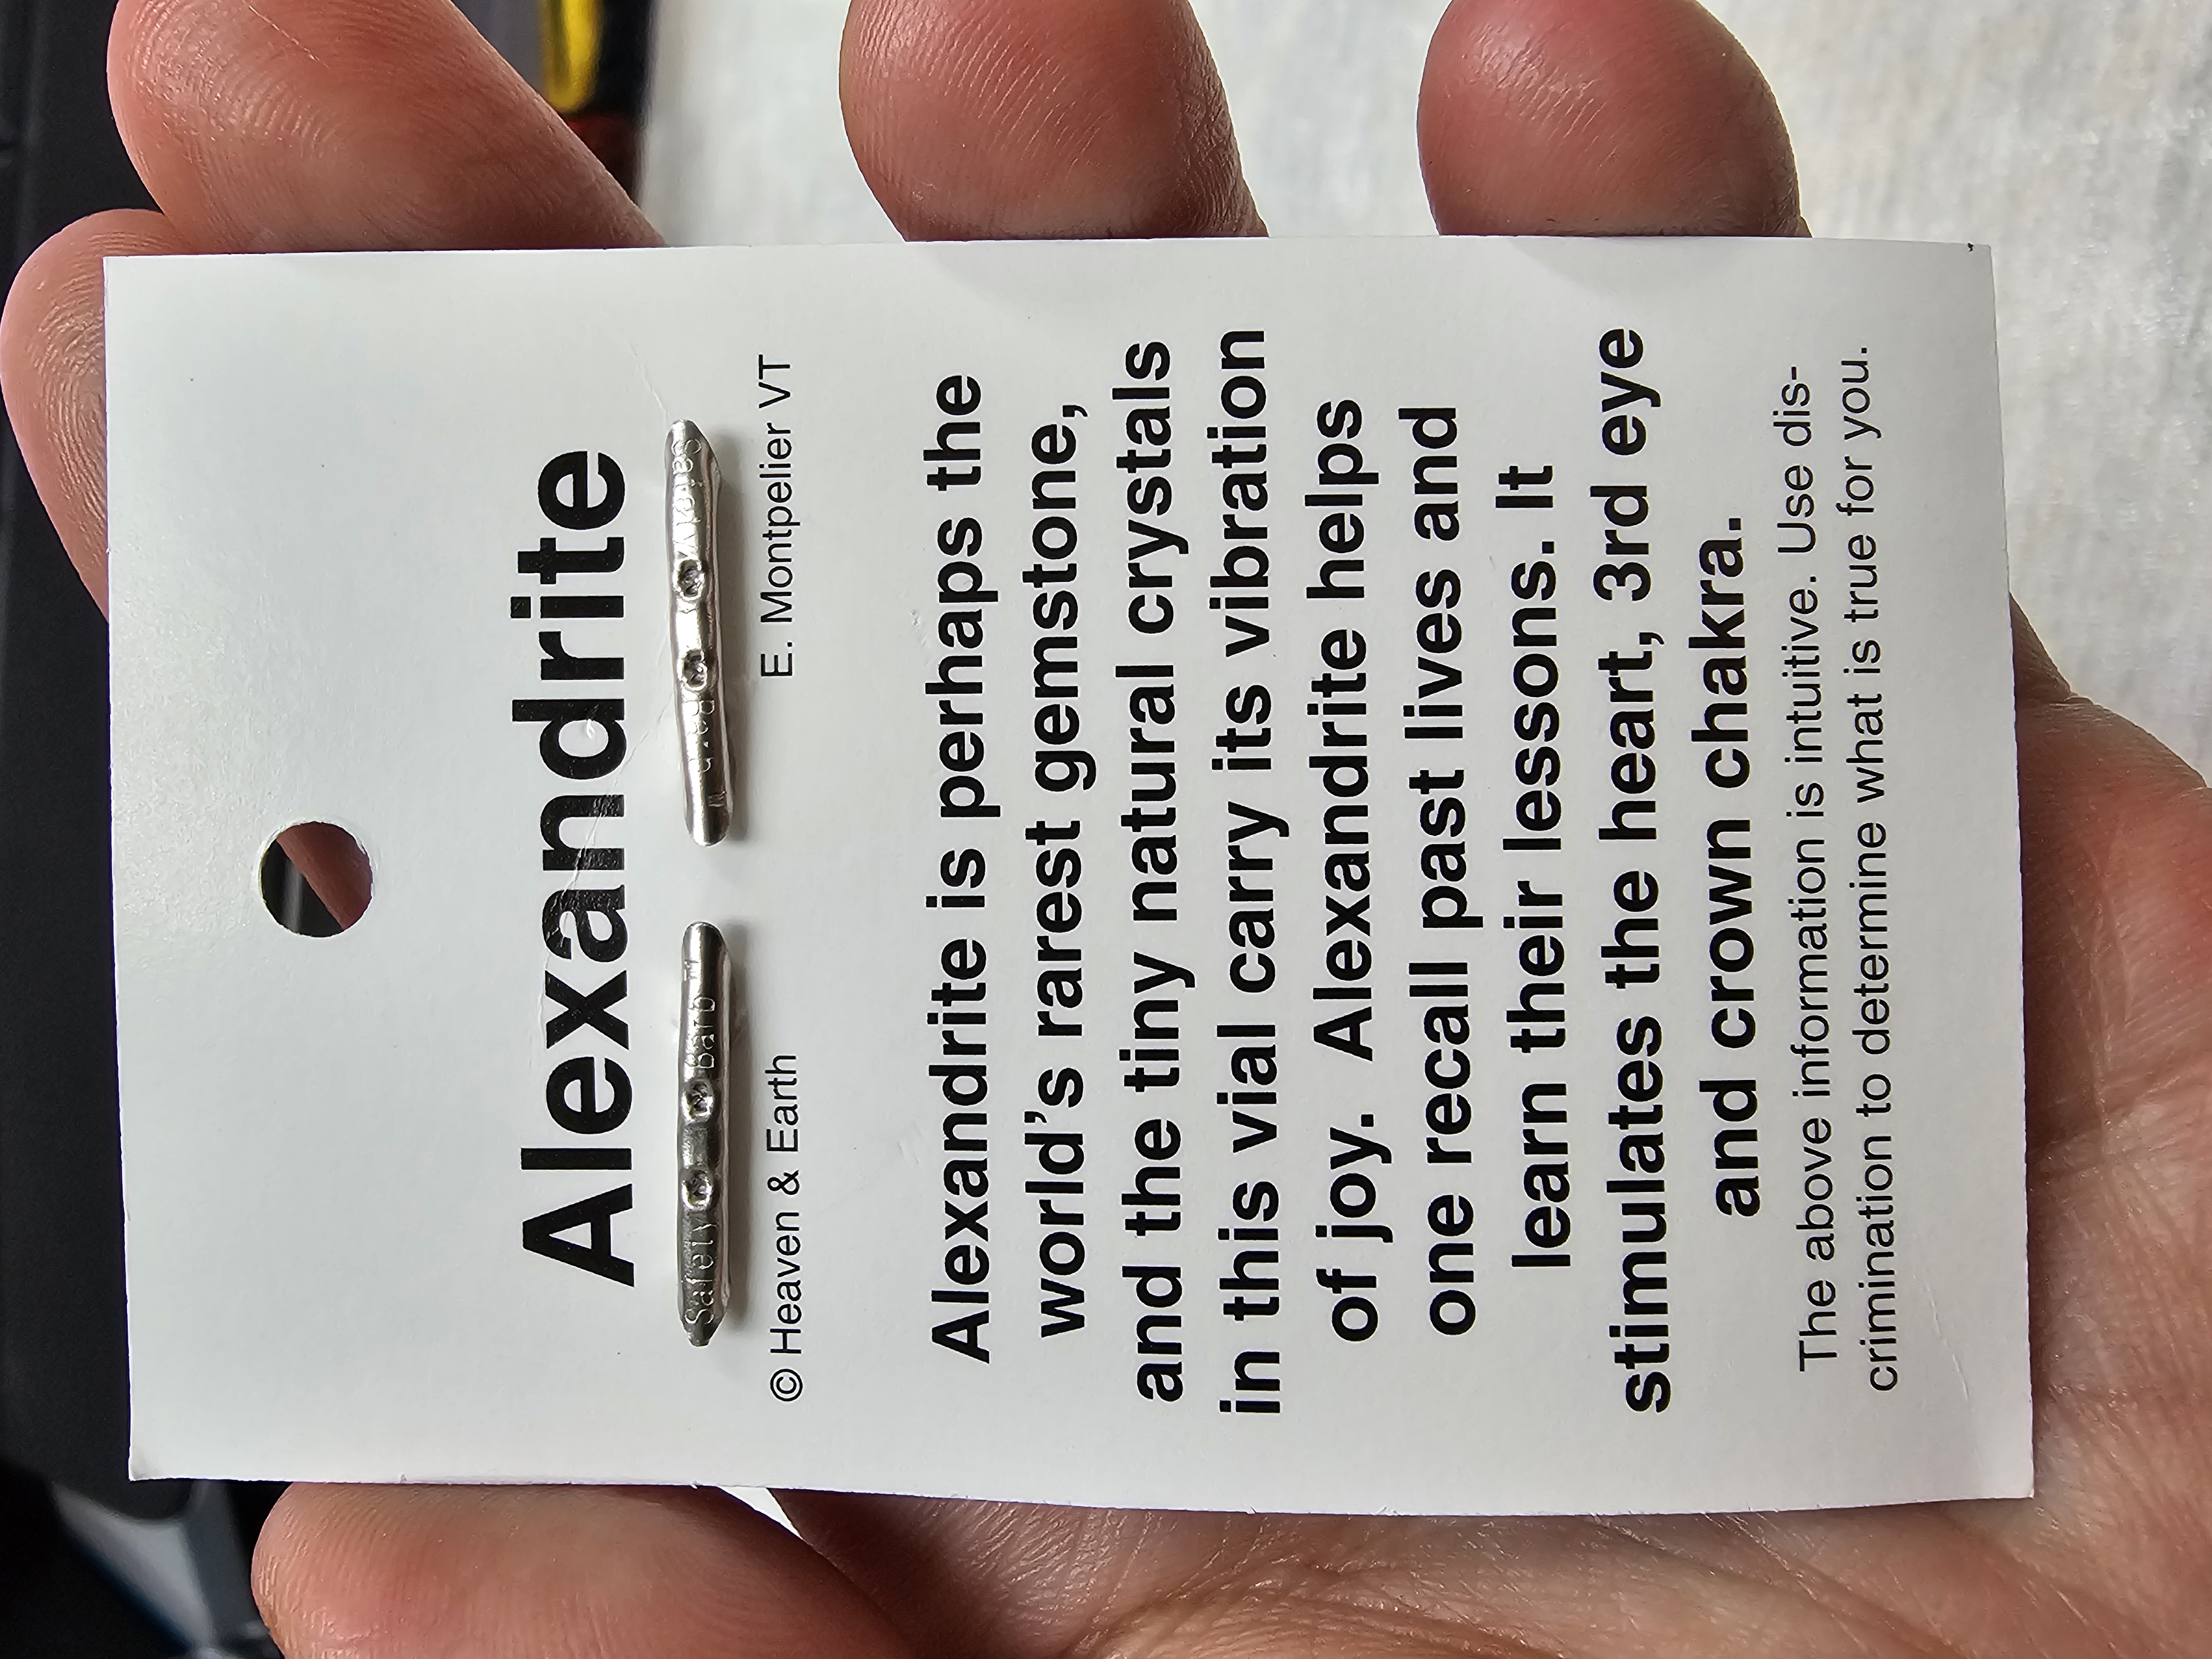 Alexandrite
Safety Barb
© Heaven & Earth E. Montpelier VT
Alexandrite is perhaps the
world's rarest gemstone,
and the tiny natural crystals
in this vial carry its vibration
of joy. Alexandrite helps
one recall past lives and
learn their lessons. It
stimulates the heart, 3rd eye
and crown chakra.
The above information is intuitive. Use dis-
crimination to determine what is true for you.